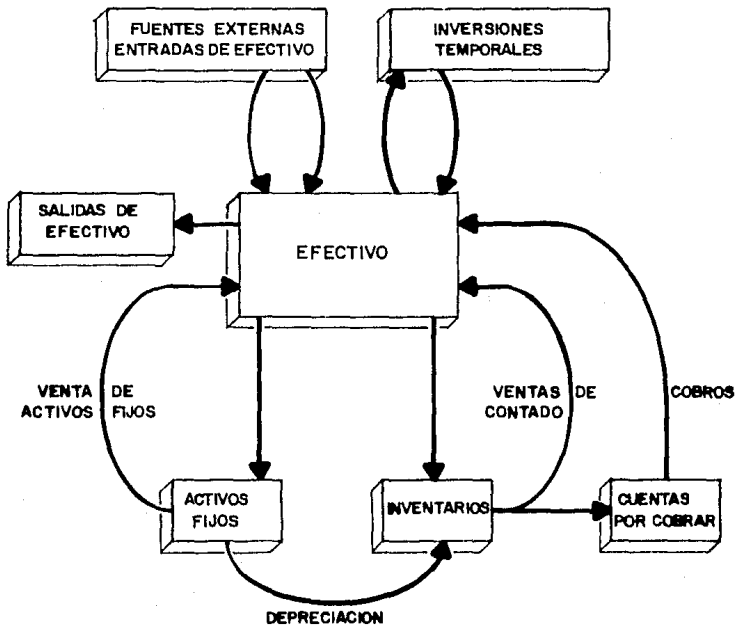 FUENTES EXTERNAS
ENTRADAS DE EFECTIVO
INVERSIONES
TEMPORALES
SALIDAS DE
EFECTIVO
EFECTIVO
VENTA DE
ACTIVOS FIJOS
VENTAS DE
CONTADO
COBROS
ACTIVOS
FIJOS
INVENTARIOS
CUENTAS
POR COBRAR
DEPRECIACION